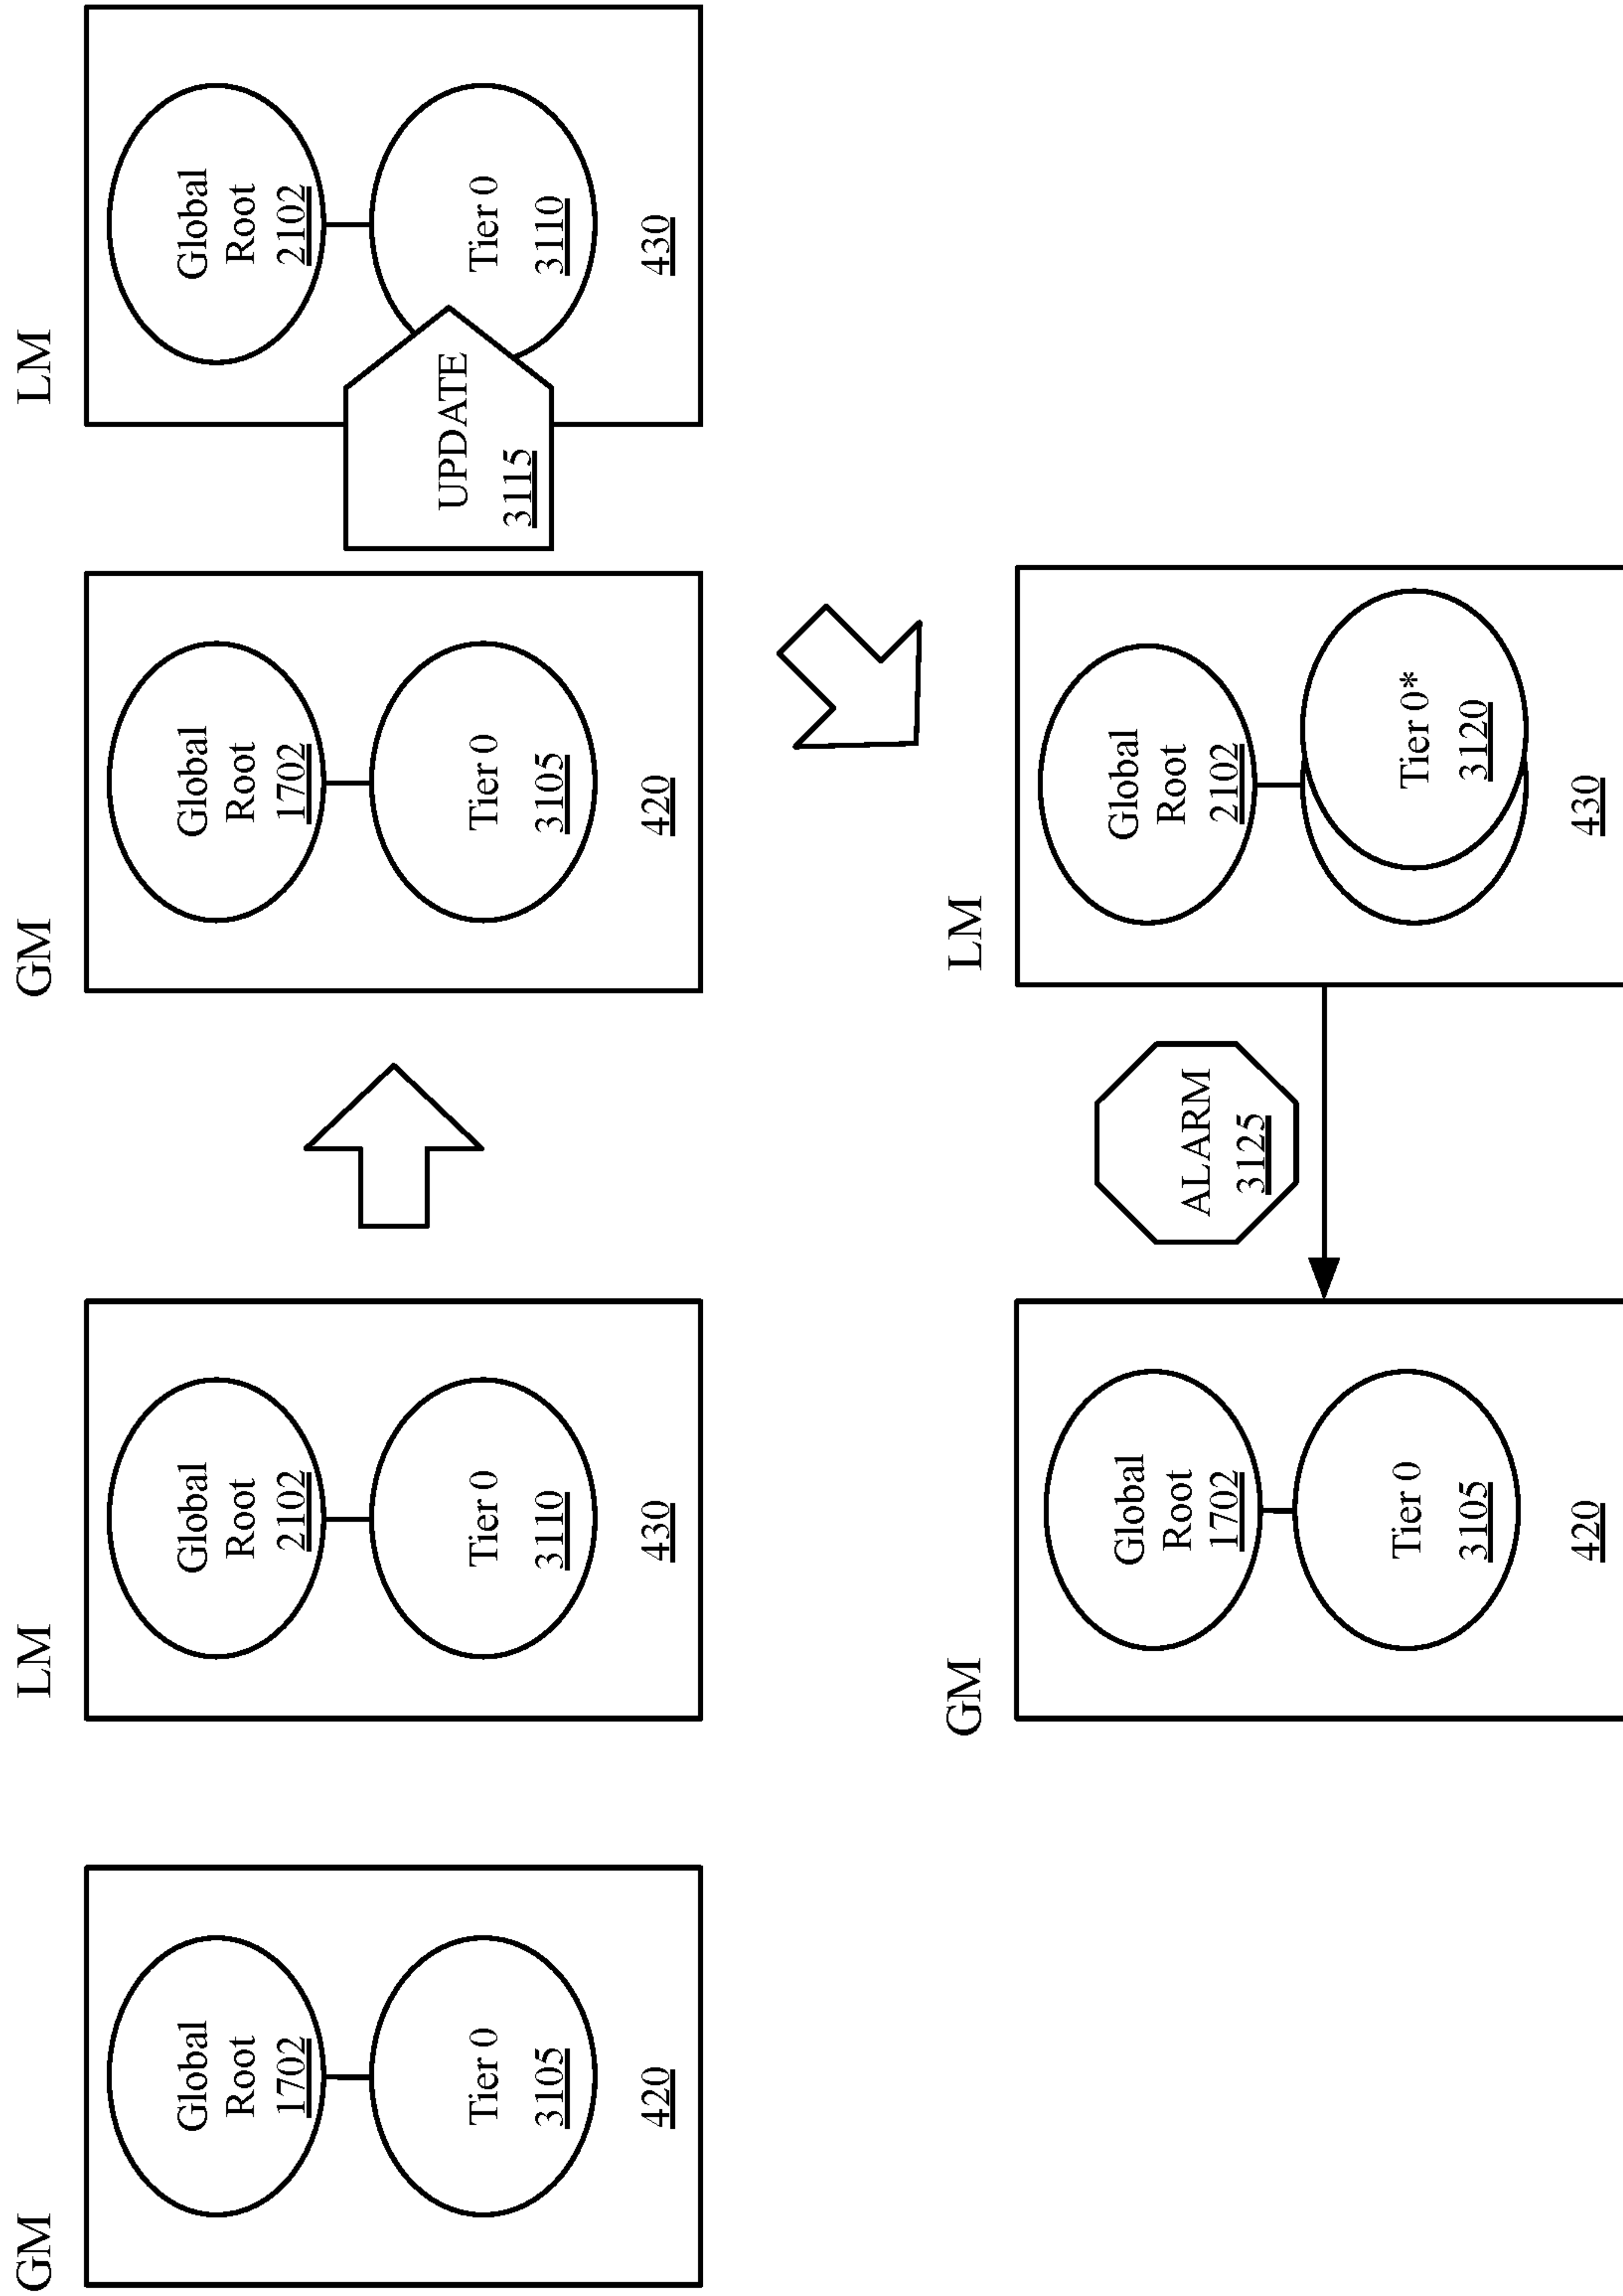 GM
Global
Root
1702
Tier 0
3105
420
LM
Global
Root
2102
Tier 0
3110
430
GM
Global
Root
1702
Tier 0
3105
420
UPDATE
3115
LM
Global
Root
2102
Tier 0
3110
430
GM
Global
Root
1702
Tier 0
3105
420
ALARM
3125
LM
Global
Root
2102
Tier 0*
3120
430